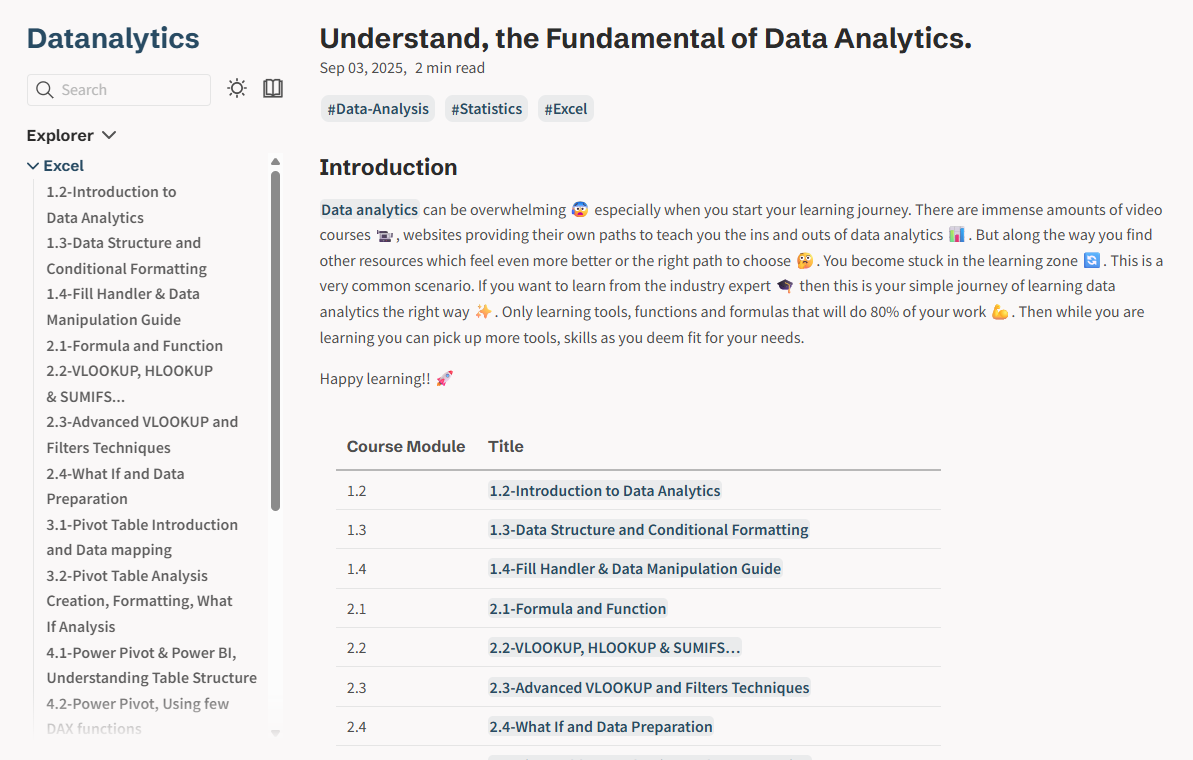 Datanalytics
Search
Explorer
Excel
1.2-Introduction to
Data Analytics
1.3-Data Structure and
Conditional Formatting
1.4-Fill Handler & Data
Manipulation Guide
2.1-Formula and Function
2.2-VLOOKUP, HLOOKUP
& SUMIFS...
2.3-Advanced VLOOKUP and
Filters Techniques
2.4-What If and Data
Preparation
3.1-Pivot Table Introduction
and Data mapping
3.2-Pivot Table Analysis
Creation, Formatting, What
If Analysis
4.1-Power Pivot & Power BI,
Understanding Table Structure
4.2-Power Pivot, Using few
DAX functions
Understand, the Fundamental of Data Analytics.
Sep 03, 2025, 2 min read
#Data-Analysis #Statistics #Excel
Introduction
Data analytics can be overwhelming 😨 especially when you start your learning journey. There are immense amounts of video
courses 📹, websites providing their own paths to teach you the ins and outs of data analytics 📊. But along the way you find
other resources which feel even more better or the right path to choose 🤔. You become stuck in the learning zone 🔄. This is a
very common scenario. If you want to learn from the industry expert 🎓 then this is your simple journey of learning data
analytics the right way ✨. Only learning tools, functions and formulas that will do 80% of your work 💪. Then while you are
learning you can pick up more tools, skills as you deem fit for your needs.
Happy learning!! 🚀
Course Module Title
1.2 1.2-Introduction to Data Analytics
1.3 1.3-Data Structure and Conditional Formatting
1.4 1.4-Fill Handler & Data Manipulation Guide
2.1 2.1-Formula and Function
2.2 2.2-VLOOKUP, HLOOKUP & SUMIFS...
2.3 2.3-Advanced VLOOKUP and Filters Techniques
2.4 2.4-What If and Data Preparation